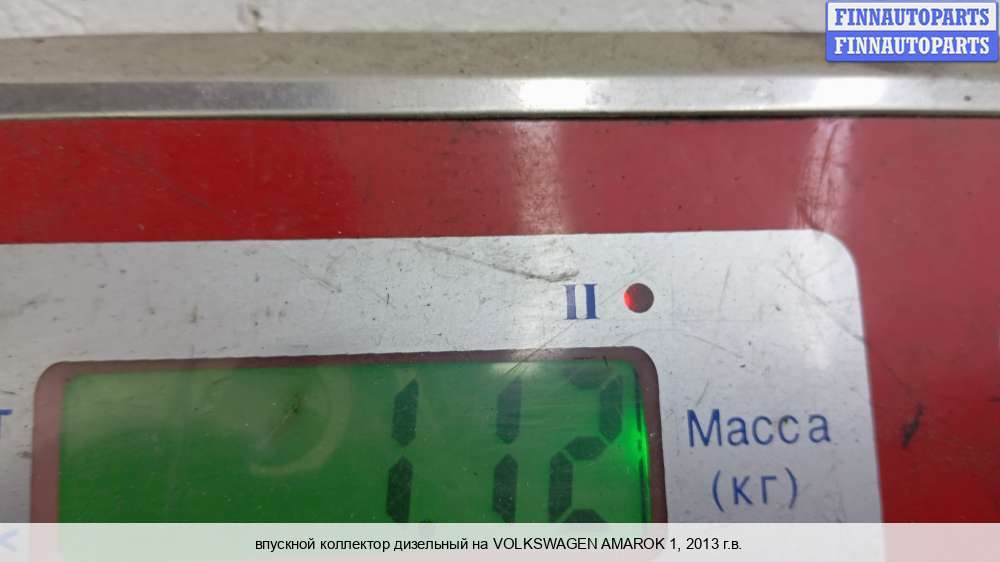 FINNAUTOPARTS
FINNAUTOPARTS
II
1.12
Масса
(кг)
впускной коллектор дизельный на VOLKSWAGEN AMAROK 1, 2013 г.в.